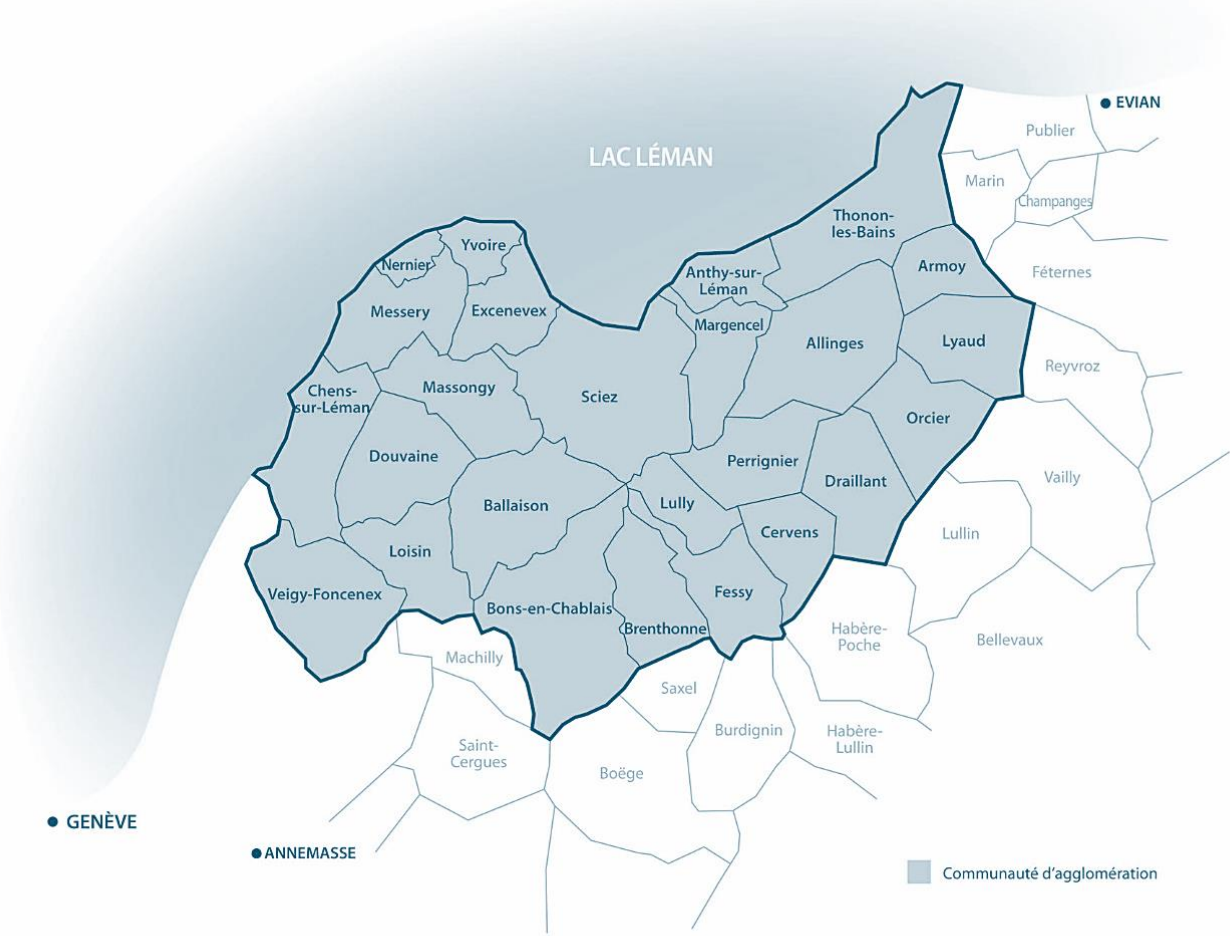 EVIAN
Publier
LAC LÉMAN
Marin
Champanges
Thonon-
les-Bains
Yvoire
Nernier
Anthy-sur-
Léman
Armoy
Féternes
Messery
Excenevex
Margencel
Allinges
Lyaud
Reyvroz
Chens-
sur-Léman
Massongy
Sciez
Orcier
Douvaine
Perrignier
Draillant
Vailly
Ballaison
Lully
Cervens
Lullin
Loisin
Veigy-Foncenex
Bons-en-Chablais
Fessy
Brenthonne
Habère-
Poche
Bellevaux
Machilly
Saxel
Burdignin
Habère-
Lullin
Saint-
Cergues
Boëge
GENÈVE
ANNEMASSE
Communauté d'agglomération